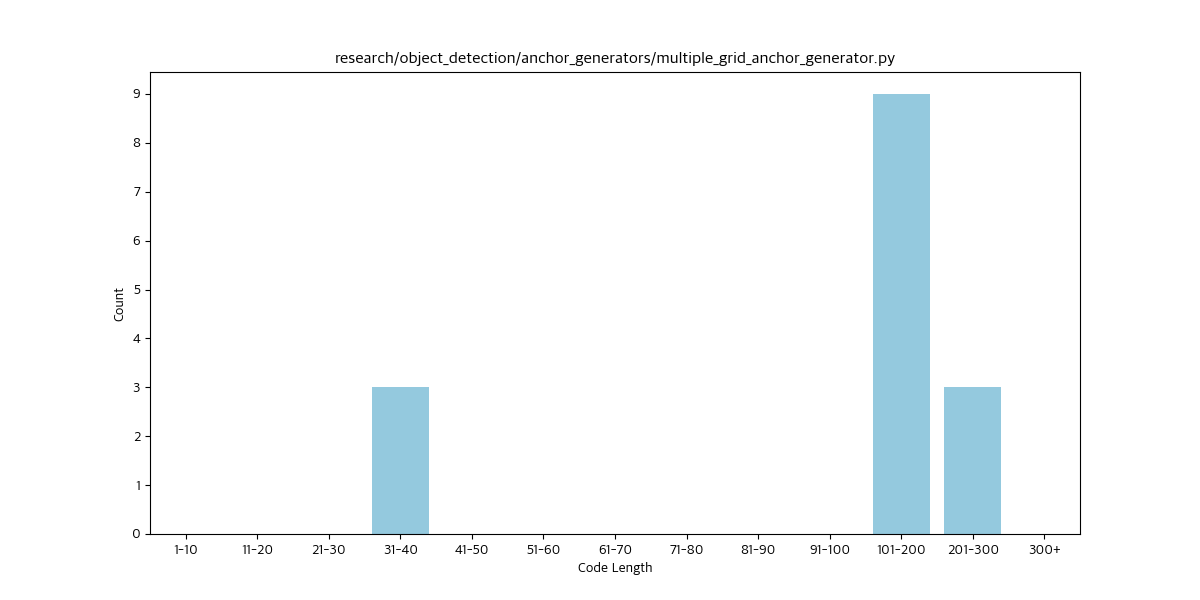 research/object_detection/anchor_generators/multiple_grid_anchor_generator.py
9
8
7
6
5
4
3
2
1
0
Count
1-10 11-20 21-30 31-40 41-50 51-60 61-70 71-80 81-90 91-100 101-200 201-300 300+
Code Length